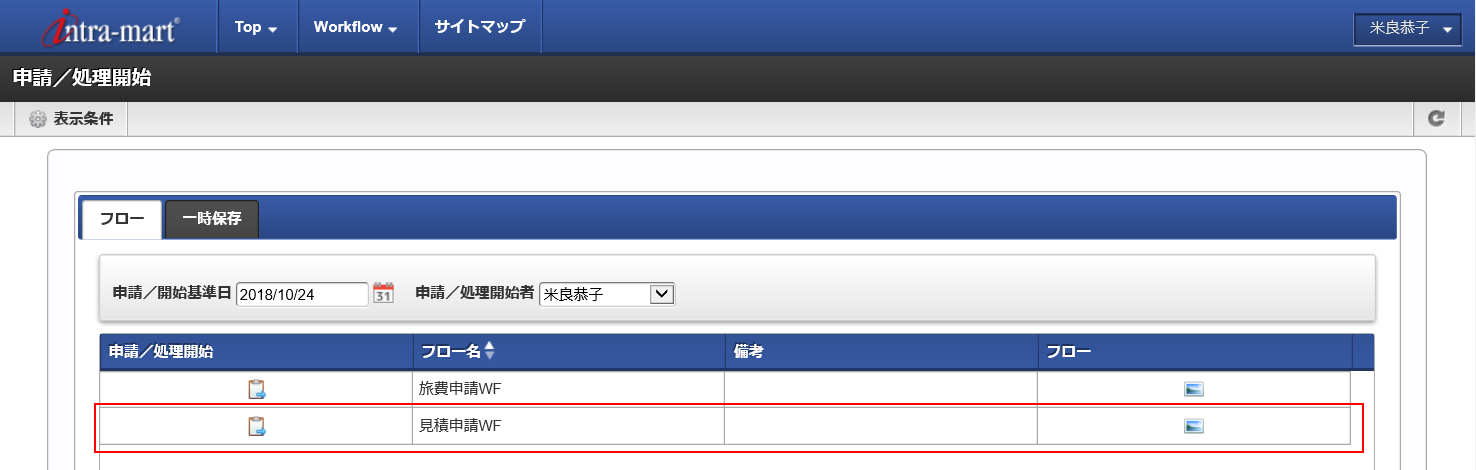 intra-mart® Top Workflow サイトマップ 米良恭子
申請／処理開始
表示条件
フロー 一時保存
申請／開始基準日 2018/10/24 31 申請／処理開始者 米良恭子
申請／処理開始 フロー名 備考 フロー
旅費申請WF
見積申請WF